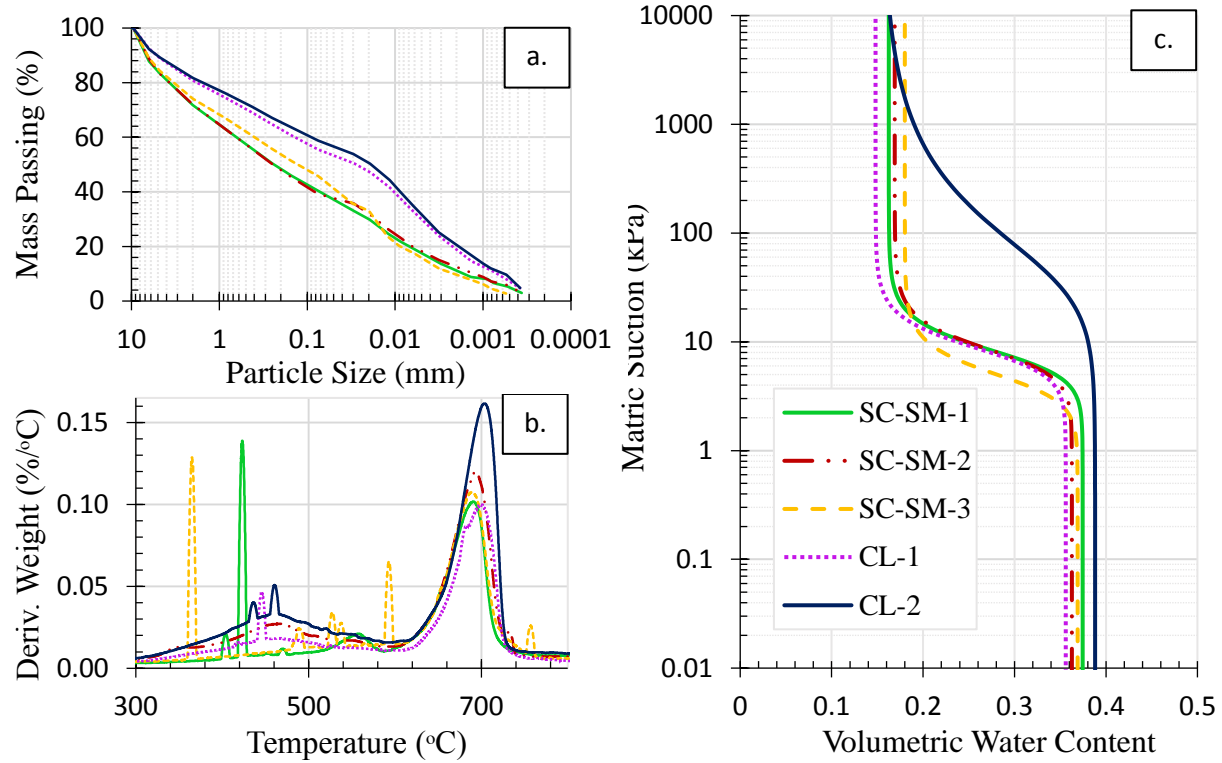 a.
Mass Passing (%)
100
80
60
40
20
0
10
1
0.1
0.01
0.001
0.0001
Particle Size (mm)
b.
Deriv. Weight (%/°C)
0.15
0.10
0.05
0.00
300
500
700
Temperature (°C)
c.
Matric Suction (kPa)
10000
1000
100
10
1
0.1
0.01
SC-SM-1
SC-SM-2
SC-SM-3
CL-1
CL-2
0
0.1
0.2
0.3
0.4
0.5
Volumetric Water Content